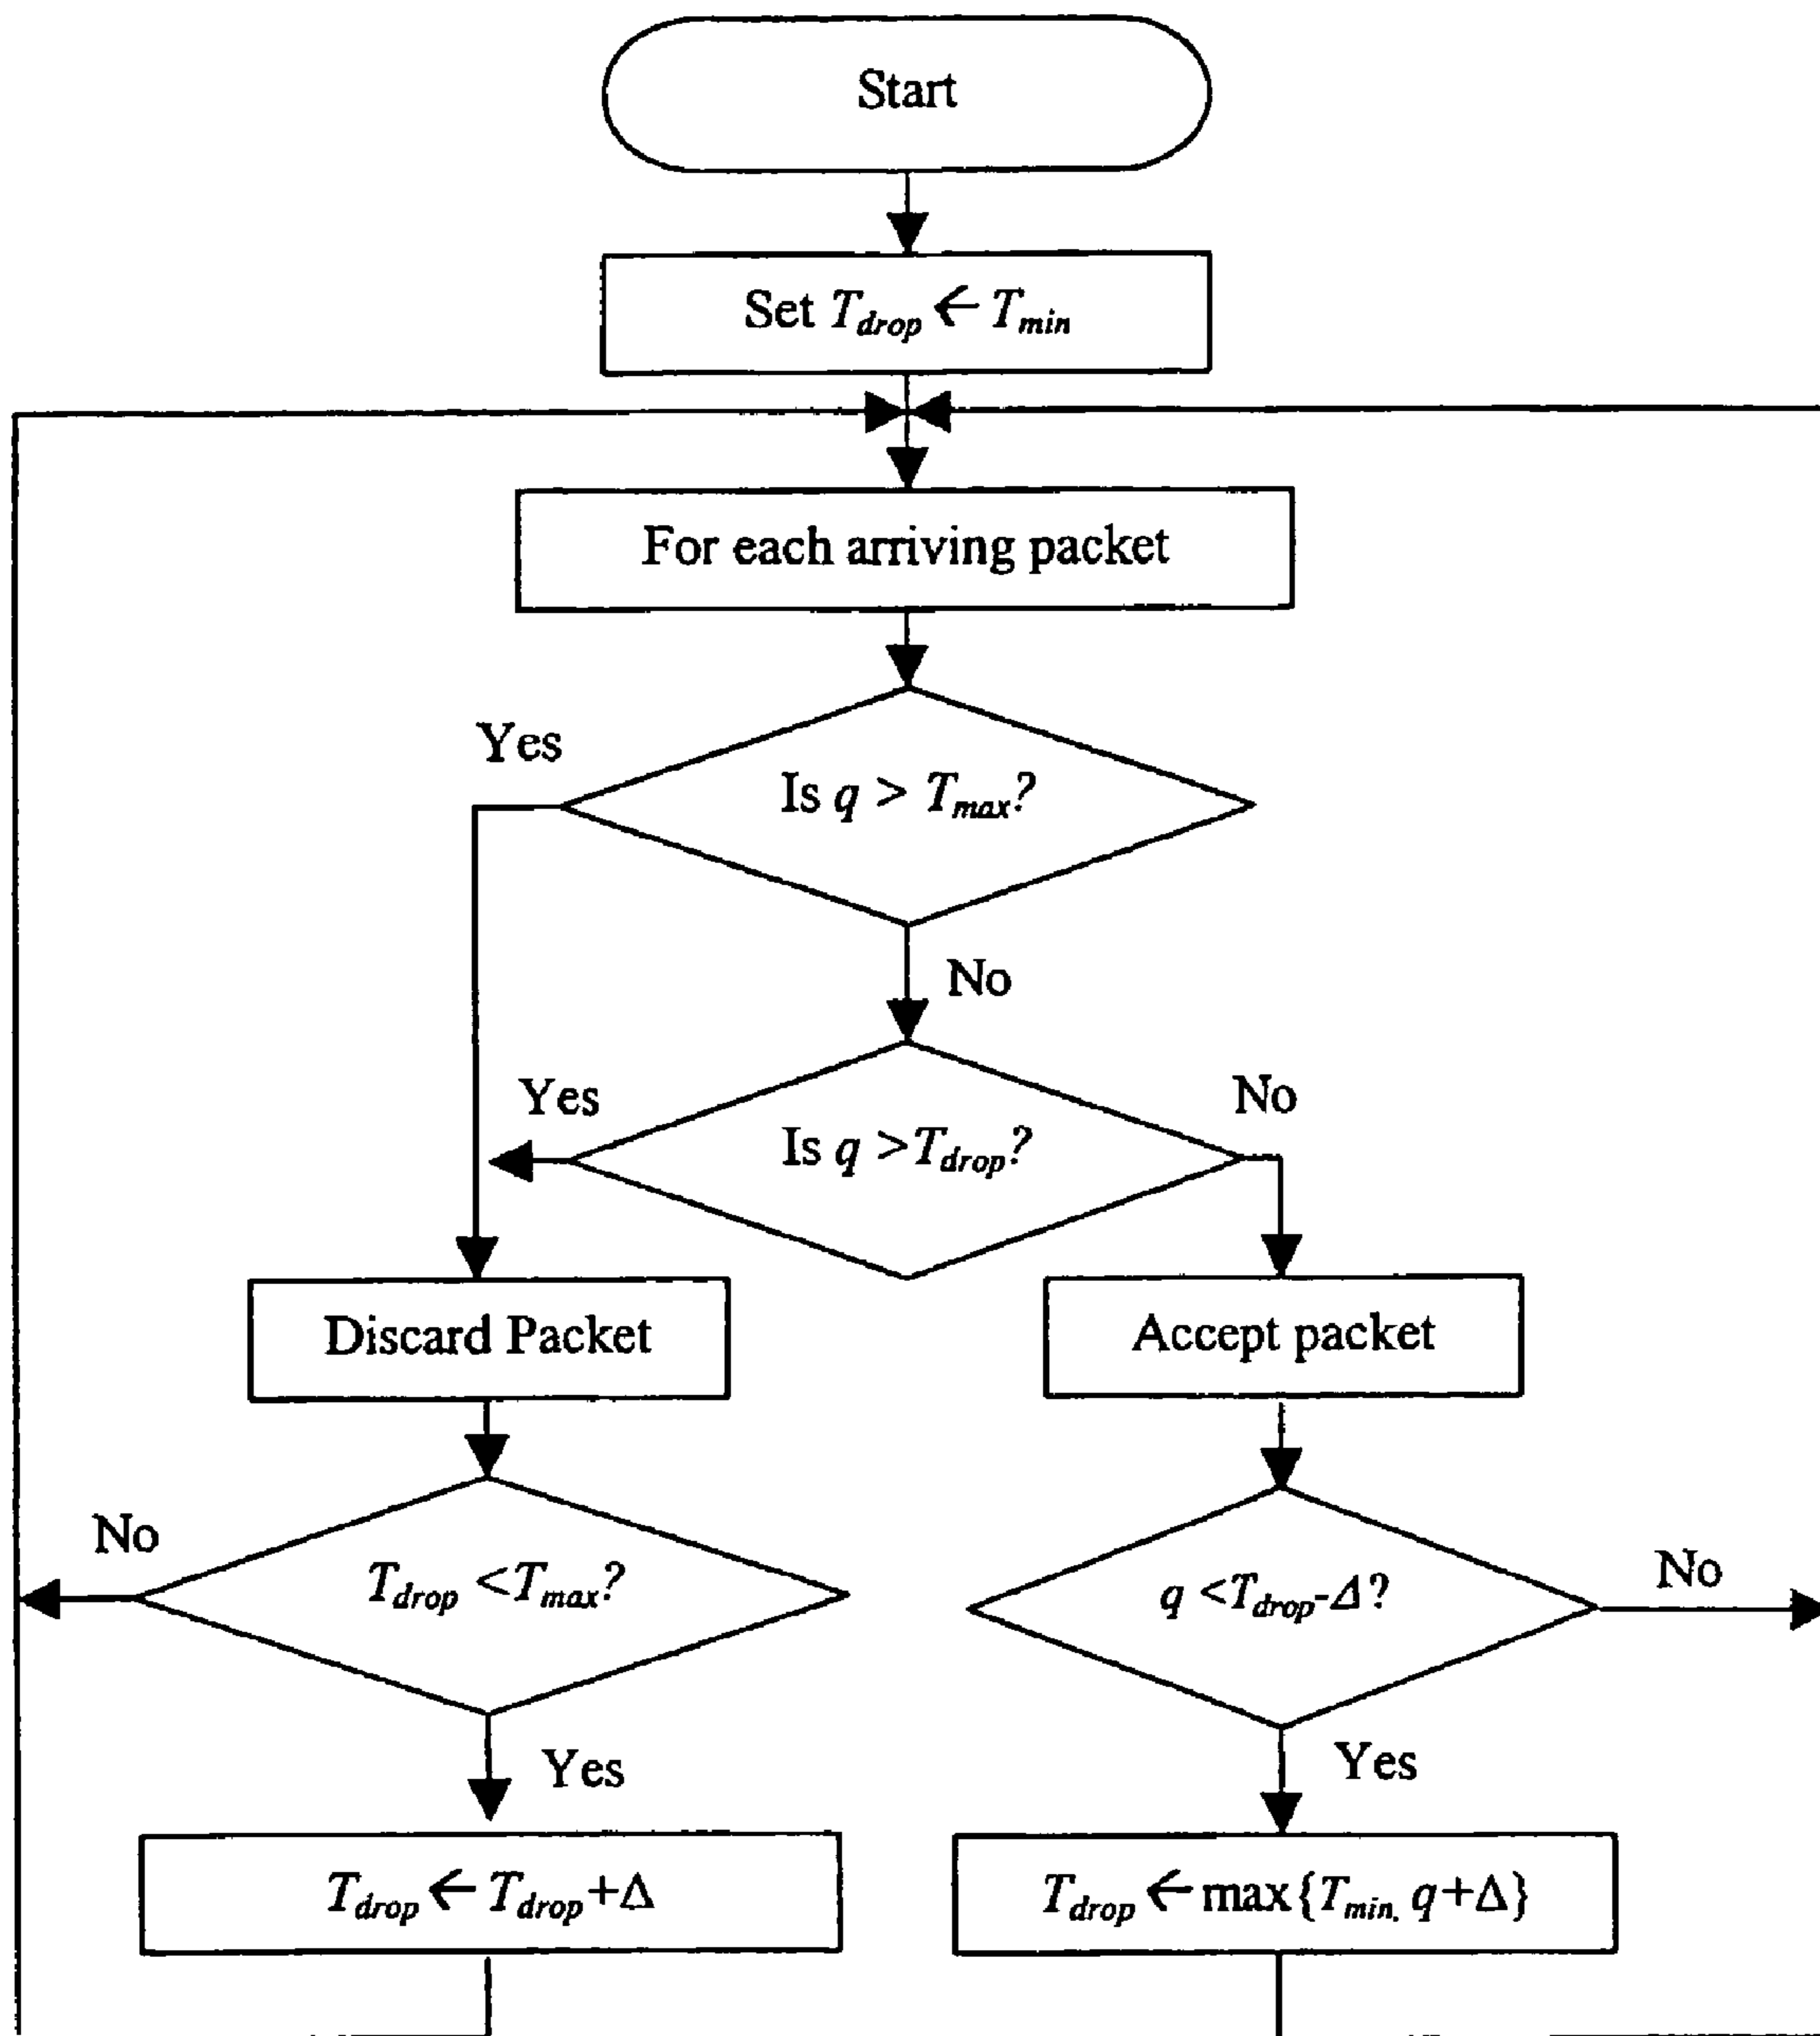 Start
Set T_drop ← T_min
For each arriving packet
Yes
Is q > T_max?
No
Yes
No
Is q >T_drop?
Discard Packet
Accept packet
No
T_drop <T_max?
q <T_drop-Δ?
No
Yes
Yes
T_drop ← T_drop+Δ
T_drop ← max{T_min, q+Δ}